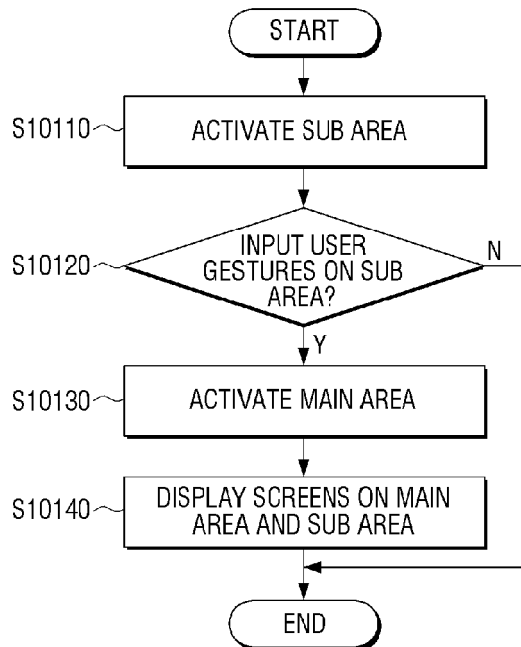 START
S10110
ACTIVATE SUB AREA
S10120
INPUT USER
GESTURES ON SUB
AREA?
N
Y
S10130
ACTIVATE MAIN AREA
S10140
DISPLAY SCREENS ON MAIN
AREA AND SUB AREA
END